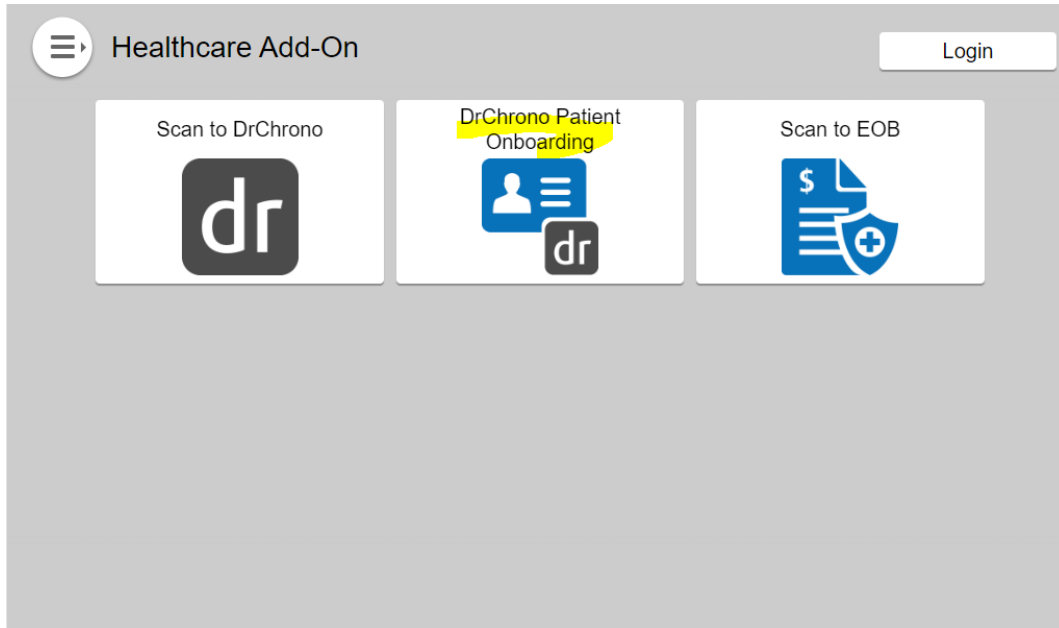 Healthcare Add-On
Login
Scan to DrChrono
DrChrono Patient
Onboarding
Scan to EOB
dr
dr
$